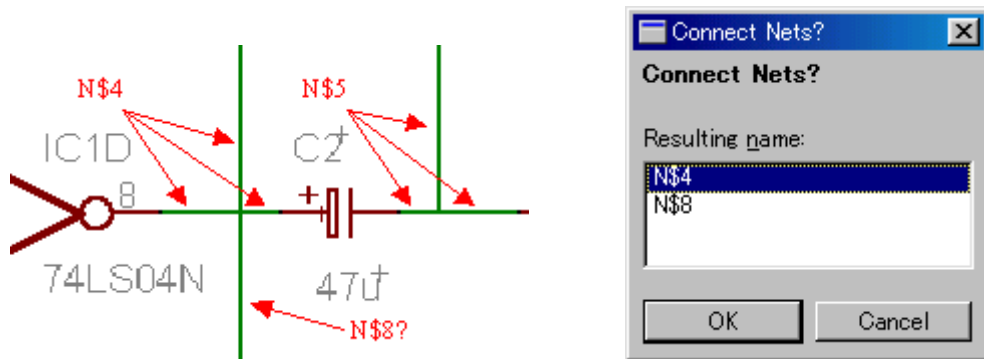 N$4
N$5
IC1D
C2
8
+
74LS04N
47u
N$8?
Connect Nets?
Connect Nets?
Resulting name:
N$4
N$8
OK
Cancel